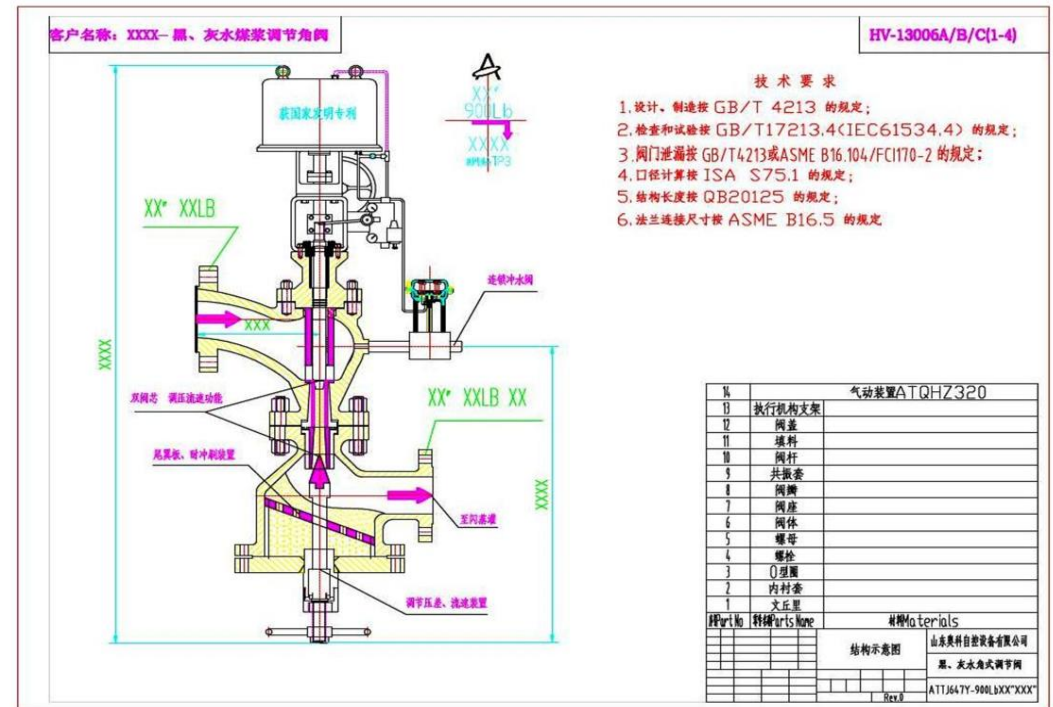 客户名称：XXXX-黑、灰水煤浆调节角阀
HV-13006A/B/C(1-4)
获国家发明专利
XX"
900Lb
XXXX
TP3
技术要求
1.设计、制造按 GB/T 4213 的规定；
2.检查和试验按 GB/T17213.4(IEC61534.4) 的规定；
3.阀门泄漏按 GB/T4213或ASME B16.104/FCI170-2 的规定；
4.口径计算按 ISA S75.1 的规定；
5.结构长度按 QB20125 的规定；
6.法兰连接尺寸按 ASME B16.5 的规定
XX" XXLB
连锁冲水阀
XXX
XXXX
双阀芯 调压流速功能
XX" XXLB XX
尾翼板、耐冲刷装置
XXXX
至闪蒸罐
调节压差、流速装置
14 气动装置ATQHZ320
13 执行机构支架
12 阀盖
11 填料
10 阀杆
9 共振套
8 阀瓣
7 阀座
6 阀体
5 螺母
4 螺栓
3 O型圈
2 内衬套
1 文丘里
Part No Parts Name 材料Materials
结构示意图
山东奥科自控设备有限公司
黑、灰水角式调节阀
Rev.0
ATTJ647Y-900LbXX"XXX"